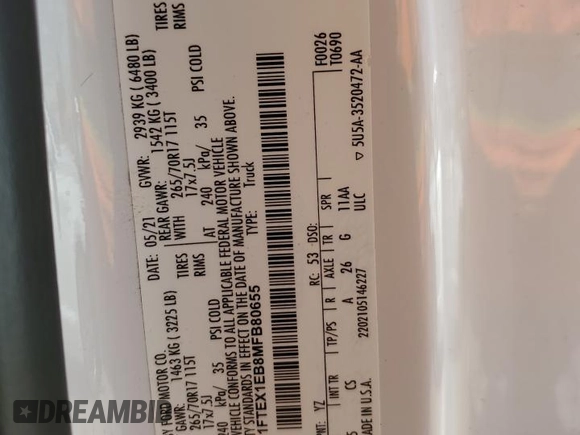 BY FORD MOTOR CO.
DATE: 05/21 GVWR: 2939 KG ( 6480 LB)
GAWR: 1463 KG ( 3225 LB) REAR GAWR: 1542 KG ( 3400 LB)
265/70R17 115T TIRES WITH 265/70R17 115T TIRES
17x7.5J RIMS 17x7.5J RIMS
240 kPa/ 35 PSI COLD AT 240 kPa/ 35 PSI COLD
VEHICLE CONFORMS TO ALL APPLICABLE FEDERAL MOTOR VEHICLE
STANDARDS IN EFFECT ON THE DATE OF MANUFACTURE SHOWN ABOVE.
1FTEX1EB8MFB80655 TYPE: Truck
F0026
T0690
PNT: YZ RC: 53 DSO:
INT TR TP/PS R AXLE TR SPR
CS A 26 G 11AA
2202105146227 ULC
MADE IN U.S.A. ▽ 5U5A-3520472-AA
DREAMBID.C